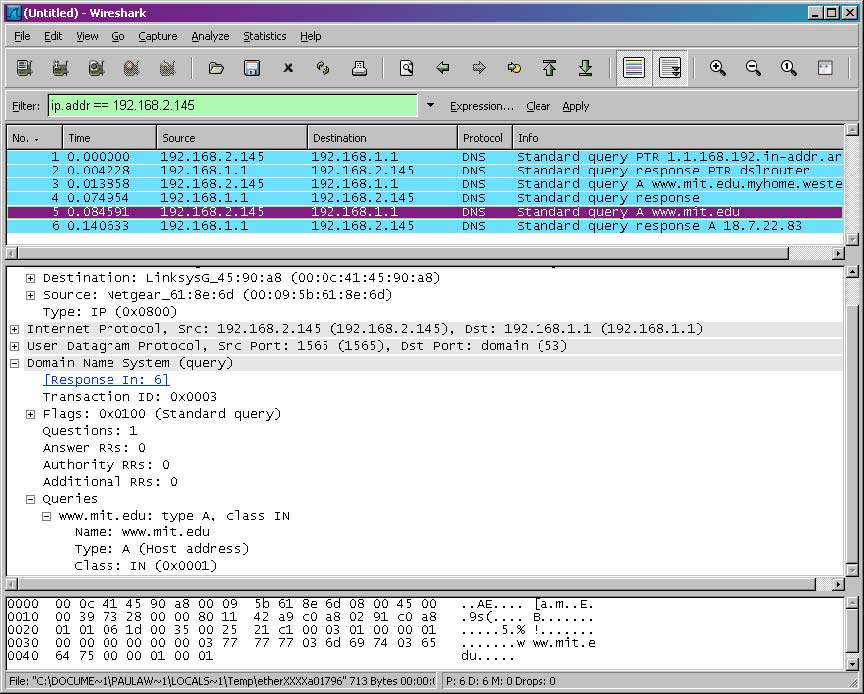 (Untitled) - Wireshark
File Edit View Go Capture Analyze Statistics Help
Filter: ip.addr == 192.168.2.145 Expression... Clear Apply
No. - Time Source Destination Protocol Info
1 0.000000 192.168.2.145 192.168.1.1 DNS Standard query PTR 1.1.168.192.in-addr.ar
2 0.004228 192.168.1.1 192.168.2.145 DNS Standard query response PTR dslrouter
3 0.013858 192.168.2.145 192.168.1.1 DNS Standard query A www.mit.edu.myhome.weste
4 0.074954 192.168.1.1 192.168.2.145 DNS Standard query response
5 0.084591 192.168.2.145 192.168.1.1 DNS Standard query A www.mit.edu
6 0.140633 192.168.1.1 192.168.2.145 DNS Standard query response A 18.7.22.83
Destination: LinksysG_45:90:a8 (00:0c:41:45:90:a8)
Source: Netgear_61:8e:6d (00:09:5b:61:8e:6d)
Type: IP (0x0800)
Internet Protocol, Src: 192.168.2.145 (192.168.2.145), Dst: 192.168.1.1 (192.168.1.1)
User Datagram Protocol, Src Port: 1565 (1565), Dst Port: domain (53)
Domain Name System (query)
[Response In: 6]
Transaction ID: 0x0003
Flags: 0x0100 (Standard query)
Questions: 1
Answer RRs: 0
Authority RRs: 0
Additional RRs: 0
Queries
www.mit.edu: type A, class IN
Name: www.mit.edu
Type: A (Host address)
Class: IN (0x0001)
0000 00 0c 41 45 90 a8 00 09 5b 61 8e 6d 08 00 45 00 ..AE.... [a.m..E.
0010 00 39 73 28 00 00 80 11 42 a9 c0 a8 02 91 c0 a8 .9s(.... B.......
0020 01 01 06 1d 00 35 00 25 21 c1 00 03 01 00 00 01 .....5.% !.......
0030 00 00 00 00 00 00 03 77 77 77 03 6d 69 74 03 65 .......w ww.mit.e
0040 64 75 00 00 01 00 01 du.....
File: "C:\DOCUME~1\PAULAW~1\LOCALS~1\Temp\etherXXXXa01796" 713 Bytes 00:00:( P: 6 D: 6 M: 0 Drops: 0